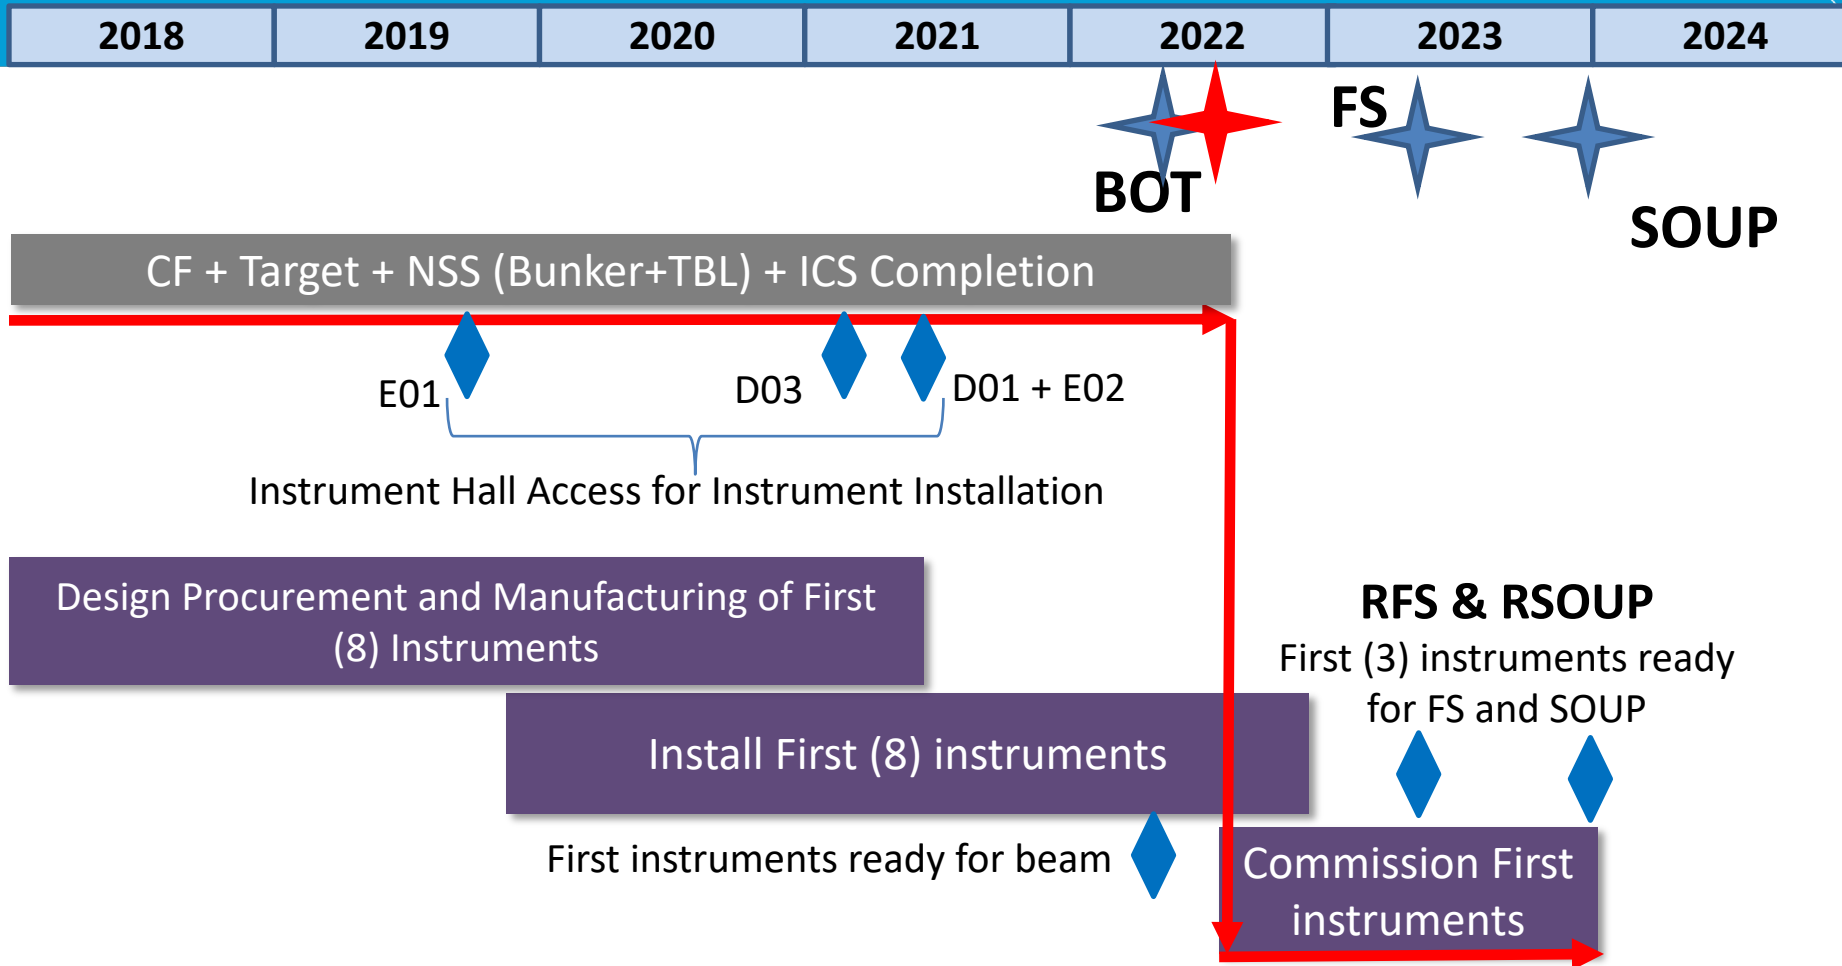 2018 2019 2020 2021 2022 2023 2024
FS
BOT
SOUP
CF + Target + NSS (Bunker+TBL) + ICS Completion
E01
D03
D01 + E02
Instrument Hall Access for Instrument Installation
Design Procurement and Manufacturing of First
(8) Instruments
RFS & RSOUP
First (3) instruments ready
for FS and SOUP
Install First (8) instruments
First instruments ready for beam
Commission First
instruments